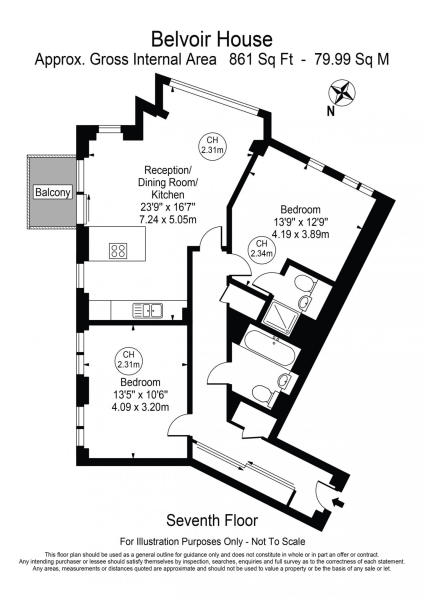 Belvoir House
Approx. Gross Internal Area 861 Sq Ft - 79.99 Sq M
N
CH
2.31m
Reception/
Dining Room/
Kitchen
23'9" x 16'7"
7.24 x 5.05m
Balcony
Bedroom
13'9" x 12'9"
4.19 x 3.89m
CH
2.34m
CH
2.31m
Bedroom
13'5" x 10'6"
4.09 x 3.20m
Seventh Floor
For Illustration Purposes Only - Not To Scale
This floor plan should be used as a general outline for guidance only and does not constitute in whole or in part an offer or contract.
Any intending purchaser or lessee should satisfy themselves by inspection, searches, enquiries and full survey as to the correctness of each statement.
Any areas, measurements or distances quoted are approximate and should not be used to value a property or be the basis of any sale or let.